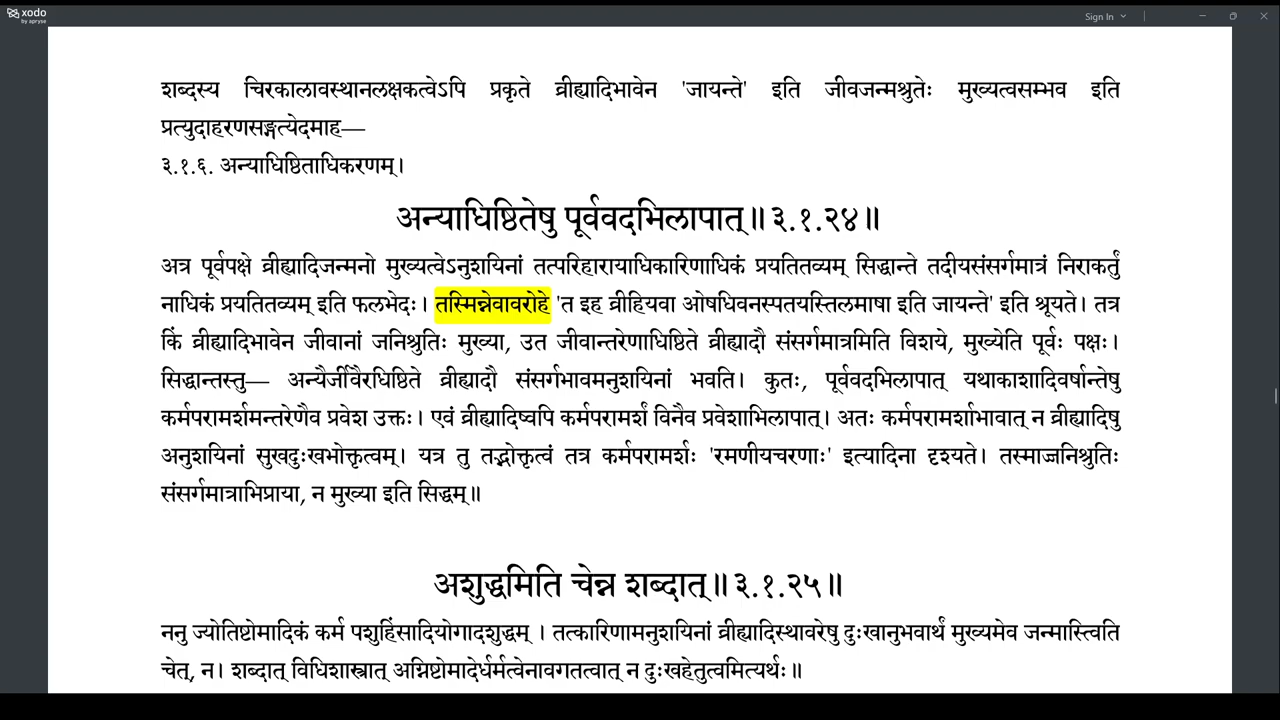 xodo
by apryse
Sign In
शब्दस्य चिरकालावस्थानलक्षकत्वेऽपि प्रकृते व्रीह्यादिभावेन 'जायन्ते' इति जीवजन्मश्रुतेः मुख्यत्वसम्भव इति
प्रत्युदाहरणसङ्गत्येदमाह—
३.१.६. अन्याधिष्ठिताधिकरणम्।
अन्याधिष्ठितेषु पूर्ववदभिलापात्॥३.१.२४॥
अत्र पूर्वपक्षे व्रीह्यादिजन्मनो मुख्यत्वेऽनुशयिनां तत्परिहारायाधिकारिणाधिकं प्रयतितव्यम् सिद्धान्ते तदीयसंसर्गमात्रं निराकर्तुं
नाधिकं प्रयतितव्यम् इति फलभेदः। तस्मिन्नेवावरोहे 'त इह व्रीहियवा ओषधिवनस्पतयस्तिलमाषा इति जायन्ते' इति श्रूयते। तत्र
किं व्रीह्यादिभावेन जीवानां जनिश्रुतिः मुख्या, उत जीवान्तरेणाधिष्ठिते व्रीह्यादौ संसर्गमात्रमिति विशये, मुख्येति पूर्वः पक्षः।
सिद्धान्तस्तु— अन्यैर्जीवैरधिष्ठिते व्रीह्यादौ संसर्गभावमनुशयिनां भवति। कुतः, पूर्ववदभिलापात् यथाकाशादिवर्षान्तेषु
कर्मपरामर्शमन्तरेणैव प्रवेश उक्तः। एवं व्रीह्यादिष्वपि कर्मपरामर्शं विनैव प्रवेशाभिलापात्। अतः कर्मपरामर्शाभावात् न व्रीह्यादिषु
अनुशयिनां सुखदुःखभोक्तृत्वम्। यत्र तु तद्भोक्तृत्वं तत्र कर्मपरामर्शः 'रमणीयचरणाः' इत्यादिना दृश्यते। तस्माज्जनिश्रुतिः
संसर्गमात्राभिप्राया, न मुख्या इति सिद्धम्॥
अशुद्धमिति चेन्न शब्दात्॥३.१.२५॥
ननु ज्योतिष्टोमादिकं कर्म पशुहिंसादियोगादशुद्धम् । तत्कारिणामनुशयिनां व्रीह्यादिस्थावरेषु दुःखानुभवार्थं मुख्यमेव जन्मास्त्विति
चेत्, न। शब्दात् विधिशास्त्रात् अग्निष्टोमादेर्धर्मत्वेनावगतत्वात् न दुःखहेतुत्वमित्यर्थः॥